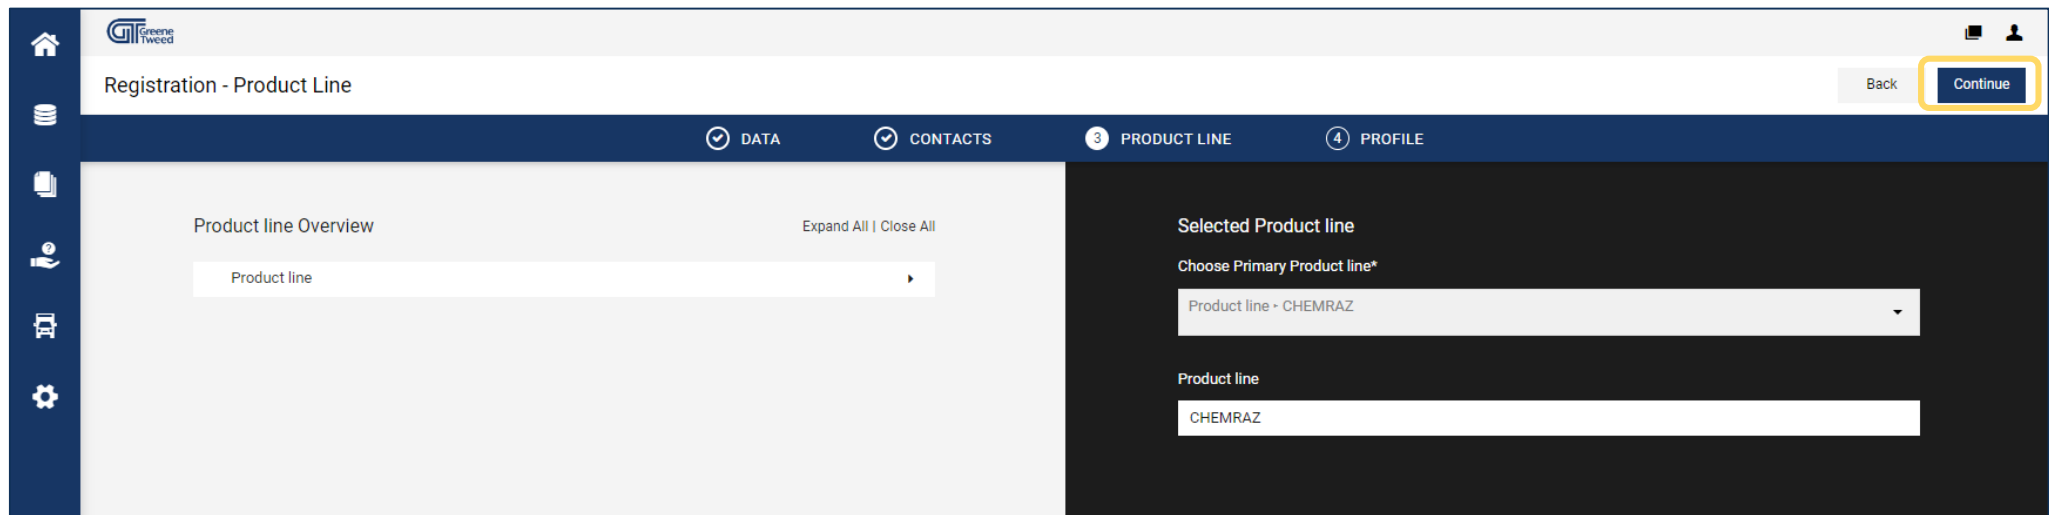 GT Greene Tweed
Registration - Product Line
Back
Continue
DATA
CONTACTS
3 PRODUCT LINE
4 PROFILE
Product line Overview
Expand All | Close All
Product line
?
Selected Product line
Choose Primary Product line*
Product line ▸ CHEMRAZ
Product line
CHEMRAZ